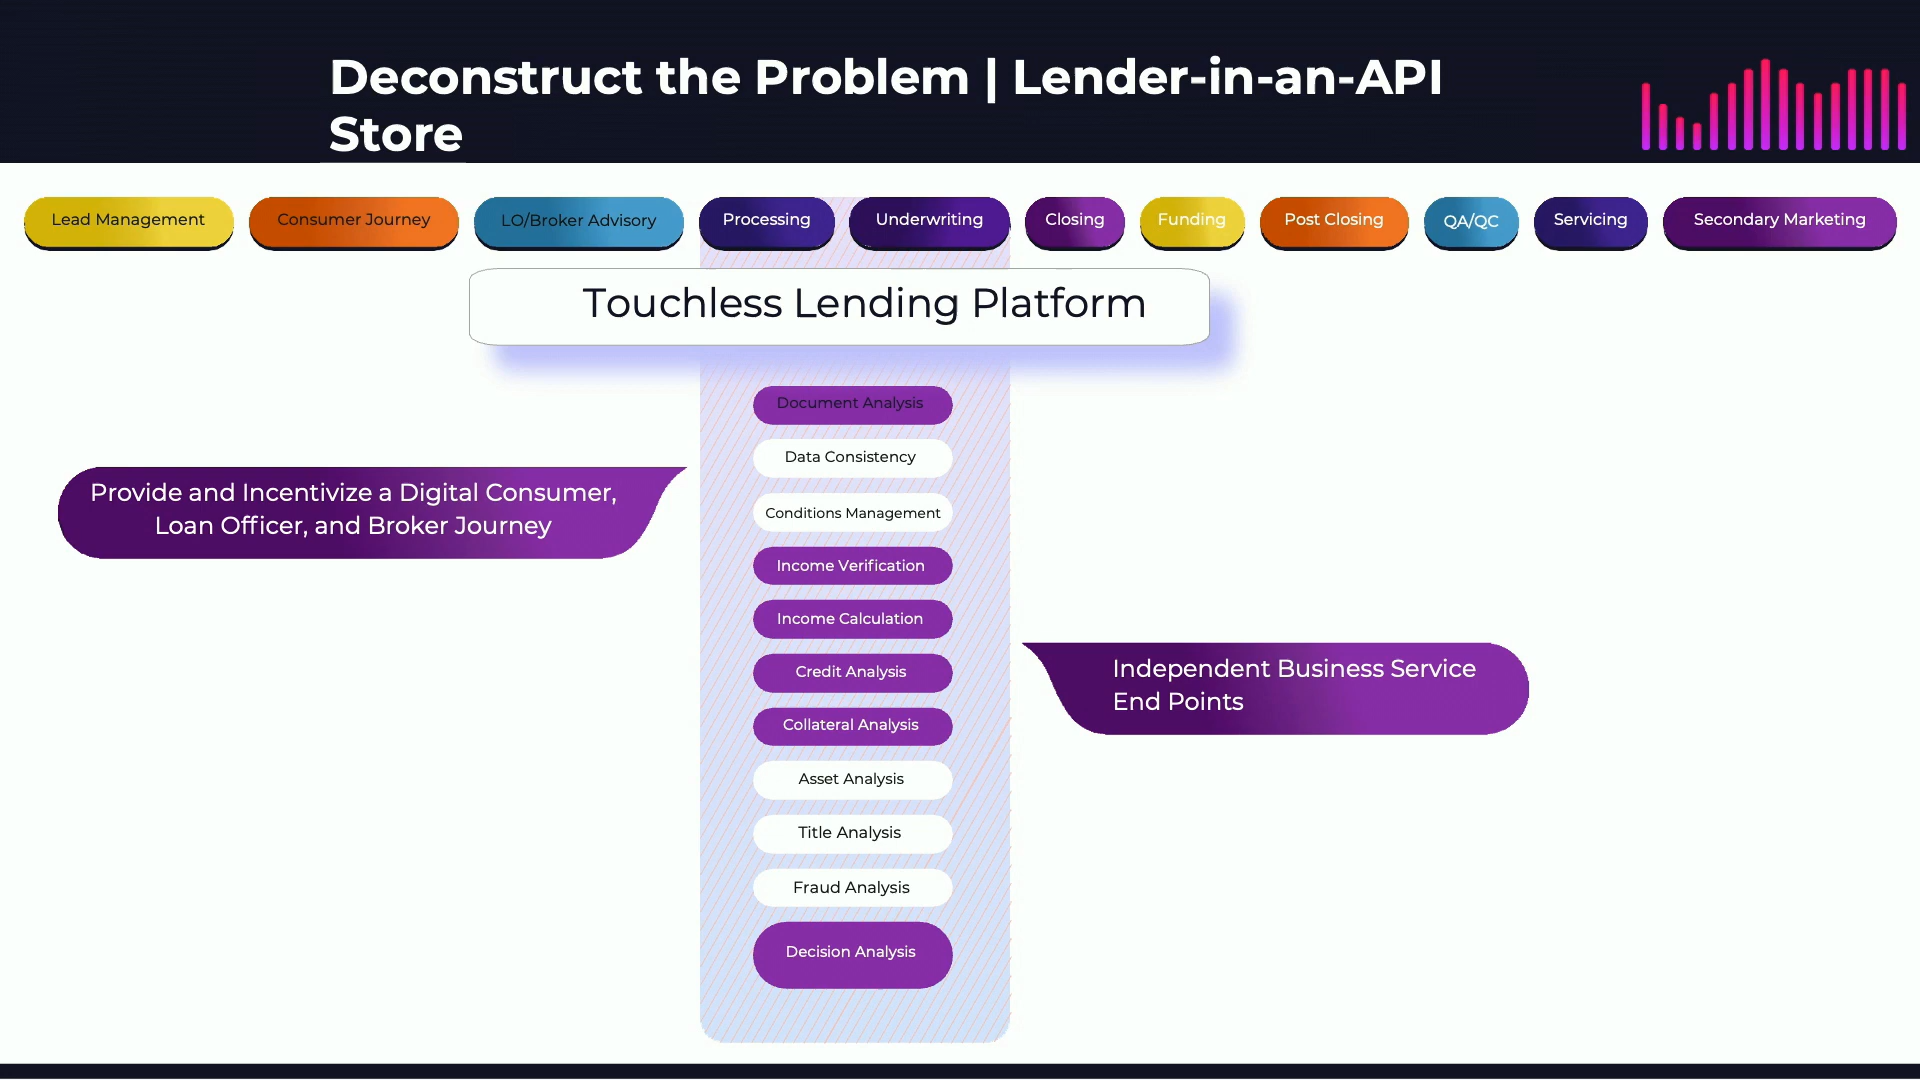 Deconstruct the Problem | Lender-in-an-API
Store
Lead Management
Consumer Journey
LO/Broker Advisory
Processing
Underwriting
Closing
Funding
Post Closing
QA/QC
Servicing
Secondary Marketing
Touchless Lending Platform
Document Analysis
Data Consistency
Conditions Management
Income Verification
Income Calculation
Credit Analysis
Collateral Analysis
Asset Analysis
Title Analysis
Fraud Analysis
Decision Analysis
Provide and Incentivize a Digital Consumer,
Loan Officer, and Broker Journey
Independent Business Service
End Points